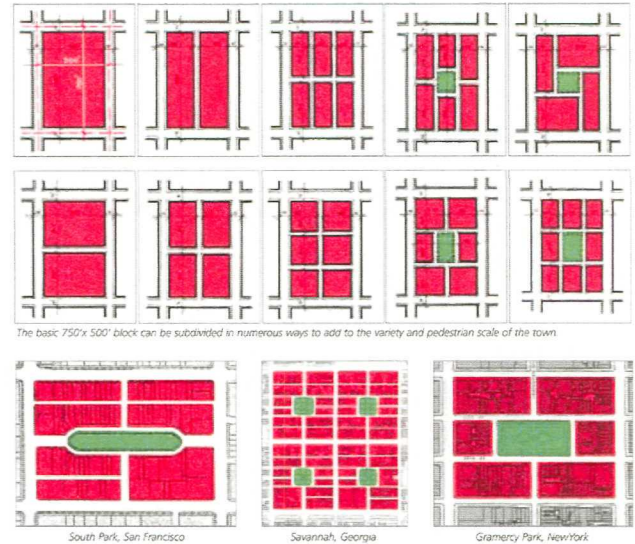 The basic 750'x 500' block can be subdivided in numerous ways to add to the variety and pedestrian scale of the town.
South Park, San Francisco
Savannah, Georgia
Gramercy Park, NewYork